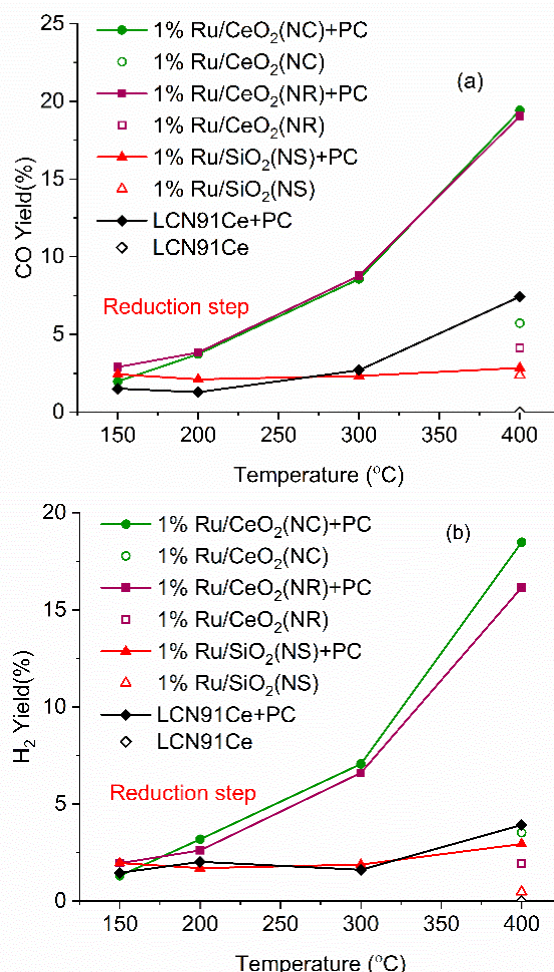 1% Ru/CeO₂(NC)+PC
1% Ru/CeO₂(NC)
1% Ru/CeO₂(NR)+PC
1% Ru/CeO₂(NR)
1% Ru/SiO₂(NS)+PC
1% Ru/SiO₂(NS)
LCN91Ce+PC
LCN91Ce
(a)
Reduction step
CO Yield(%)
25
20
15
10
5
0
150 200 250 300 350 400
Temperature (°C)
1% Ru/CeO₂(NC)+PC
1% Ru/CeO₂(NC)
1% Ru/CeO₂(NR)+PC
1% Ru/CeO₂(NR)
1% Ru/SiO₂(NS)+PC
1% Ru/SiO₂(NS)
LCN91Ce+PC
LCN91Ce
(b)
Reduction step
H₂ Yield(%)
20
15
10
5
0
150 200 250 300 350 400
Temperature (°C)